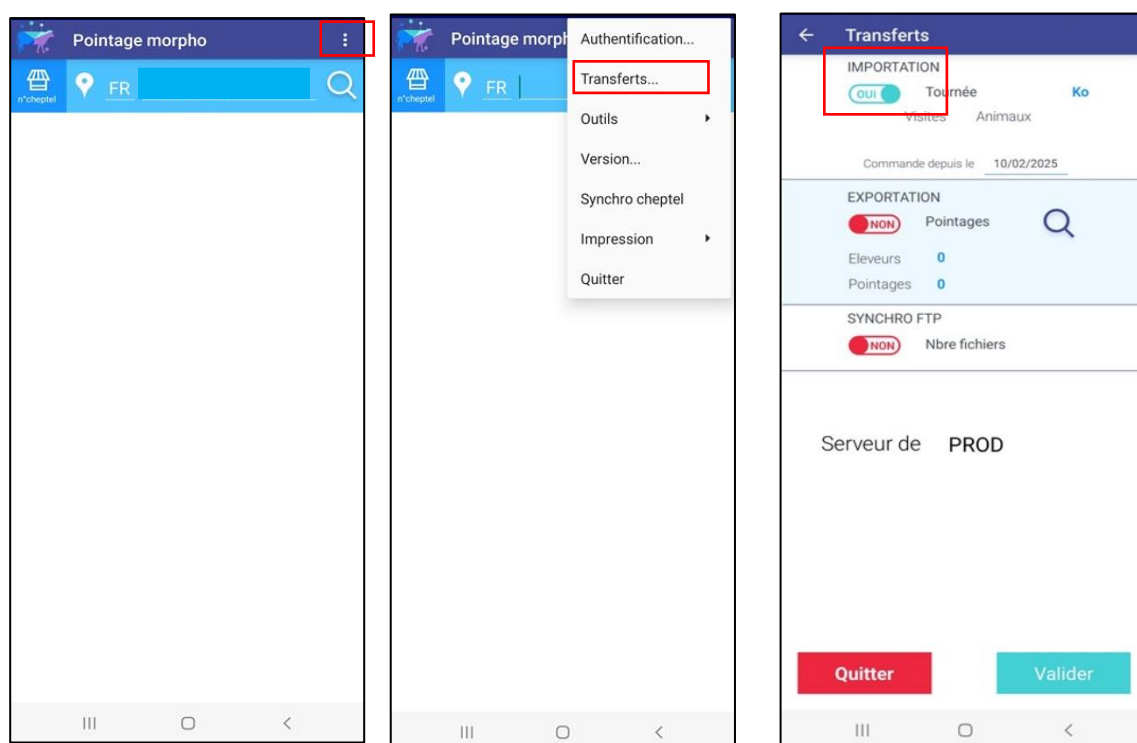 Pointage morpho
n°cheptel
FR
Pointage morph
n°cheptel
FR
Authentification...
Transferts...
Outils
Version...
Synchro cheptel
Impression
Quitter
Transferts
IMPORTATION
OUI Tournée Ko
Visites Animaux
Commande depuis le 10/02/2025
EXPORTATION
NON Pointages
Eleveurs 0
Pointages 0
SYNCHRO FTP
NON Nbre fichiers
Serveur de PROD
Quitter Valider